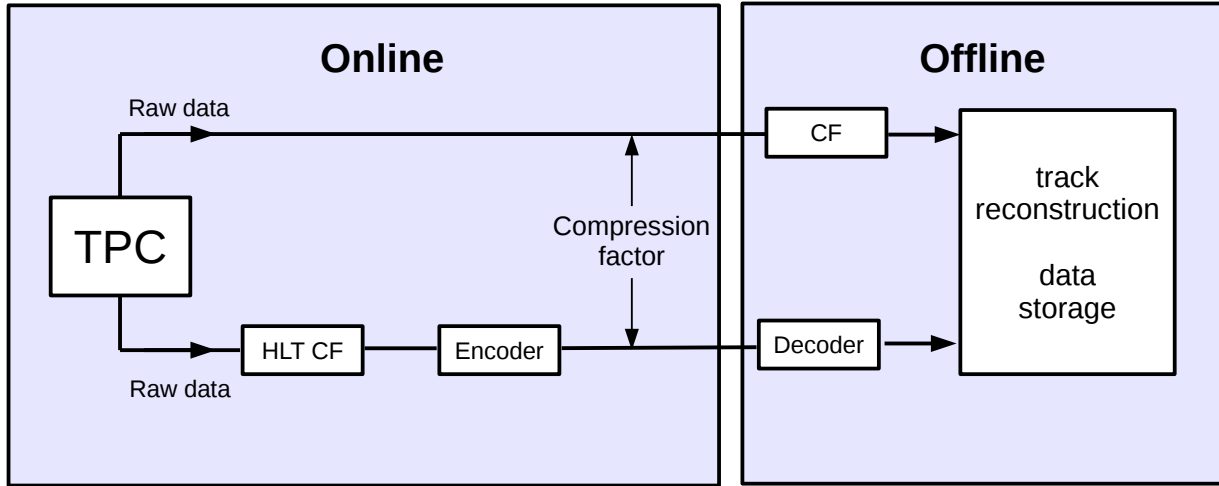 Online
Offline
Raw data
CF
TPC
Compression
factor
track
reconstruction
data
storage
HLT CF
Encoder
Decoder
Raw data